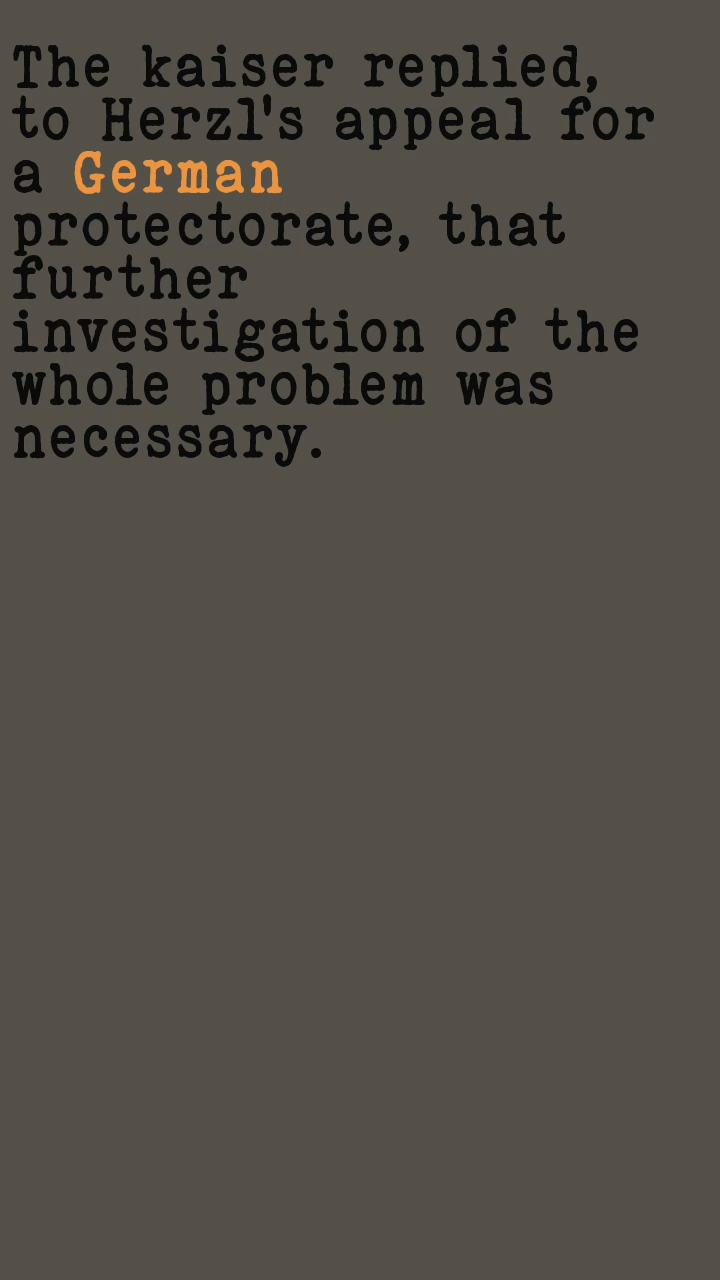 The kaiser replied,
to Herzl's appeal for
a German
protectorate, that
further
investigation of the
whole problem was
necessary.